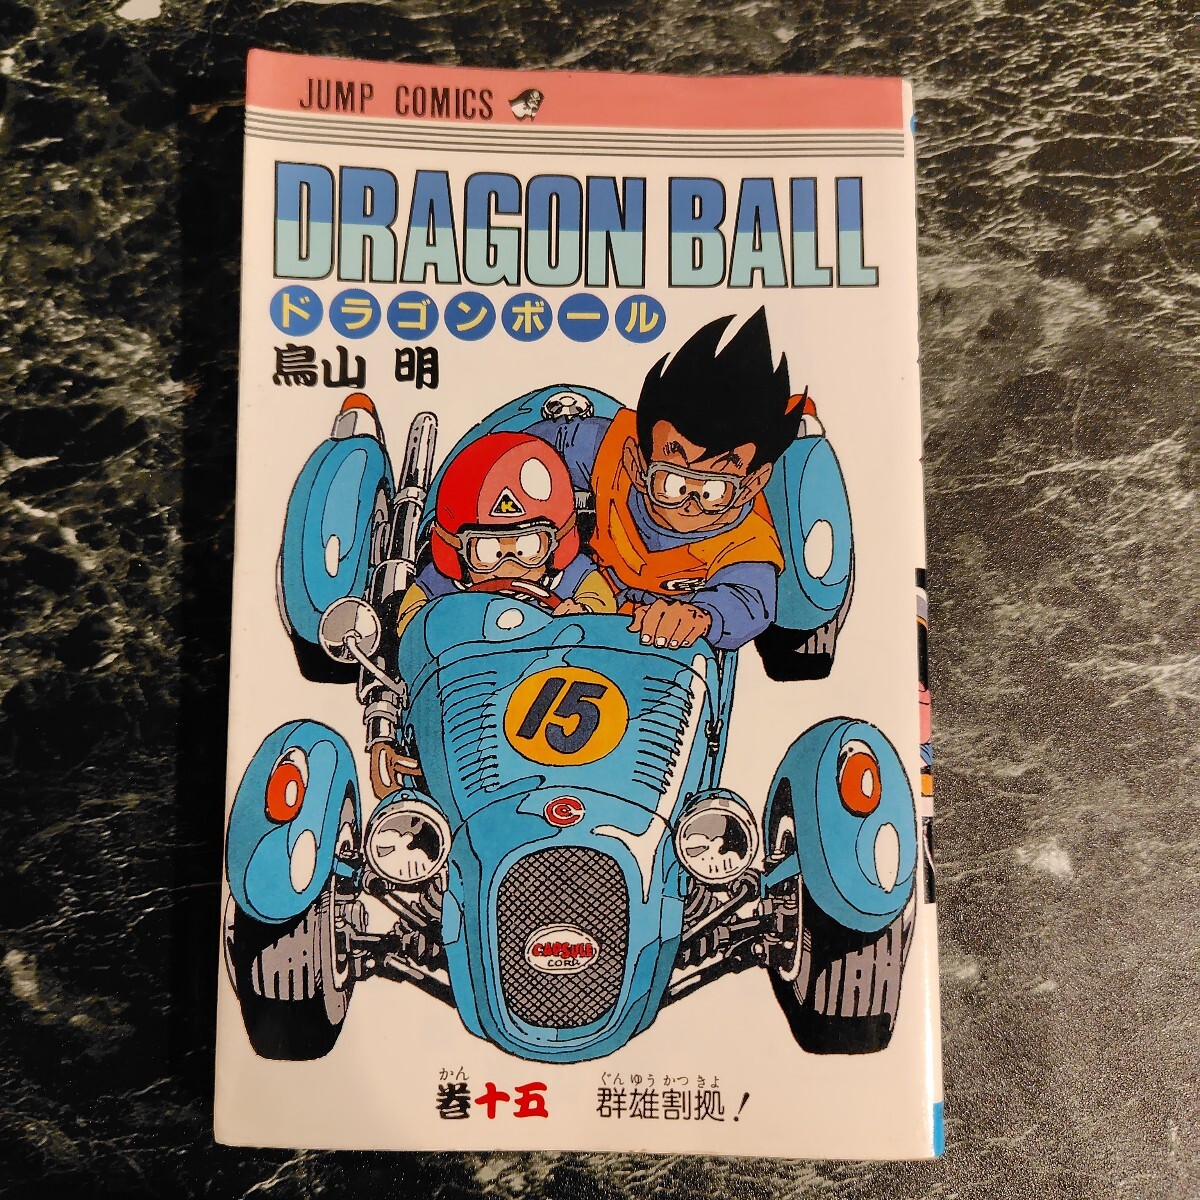 JUMP COMICS
DRAGON BALL
ドラゴンボール
鳥山 明
K
15
C
CAPSULE
CORP.
かん ぐんゆうかつきよ
巻十五 群雄割拠!